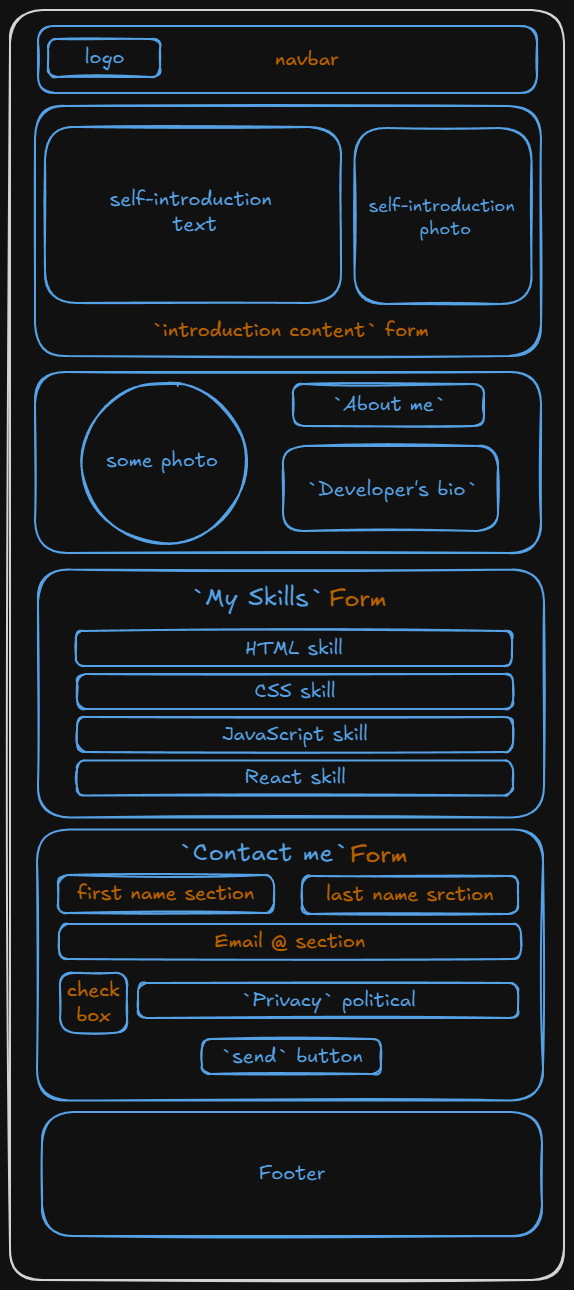 logo
navbar
self-introduction
text
self-introduction
photo
`introduction content` form
some photo
`About me`
`Developer's bio`
`My Skills` Form
HTML skill
CSS skill
JavaScript skill
React skill
`Contact me` Form
first name section
last name srction
Email @ section
check
box
`Privacy` political
`send` button
Footer